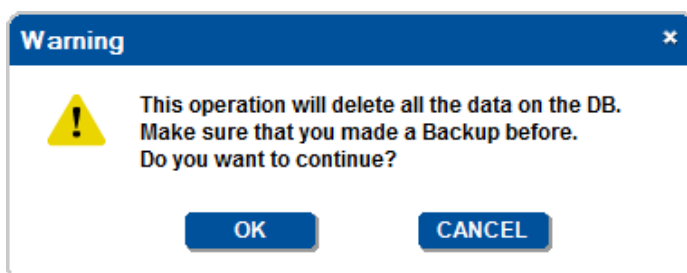 Warning
This operation will delete all the data on the DB.
Make sure that you made a Backup before.
Do you want to continue?
OK CANCEL